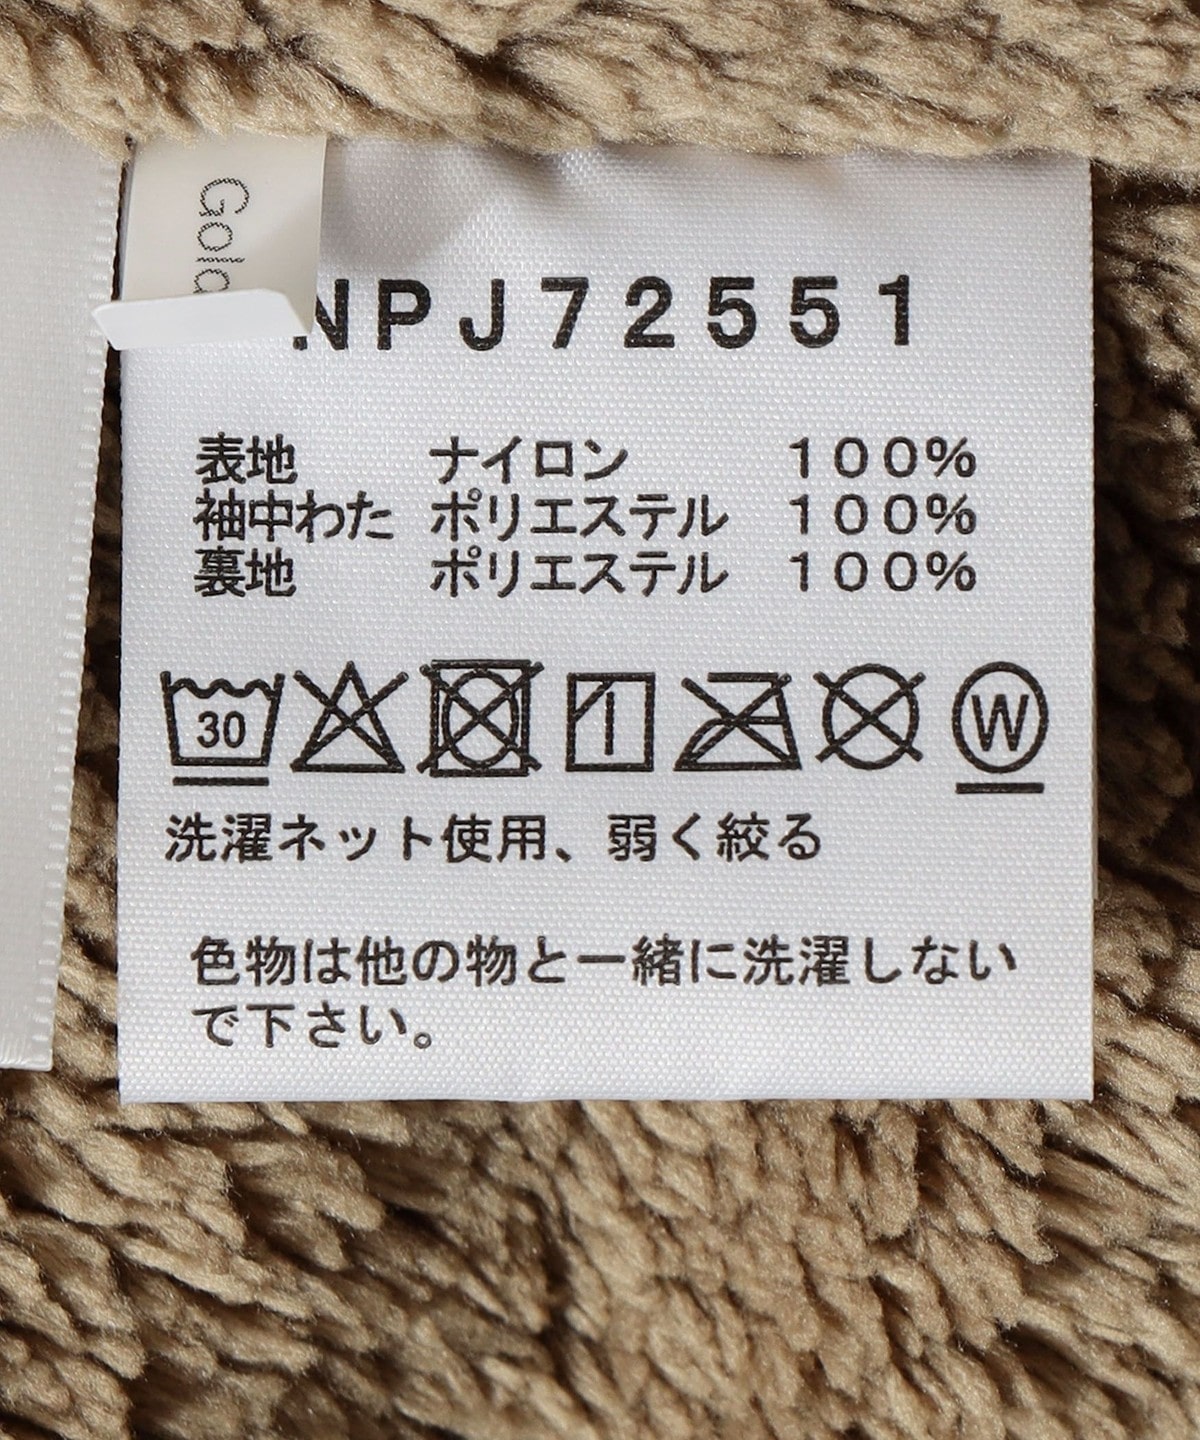 NPJ72551
表地 ナイロン 100%
袖中わた ポリエステル 100%
裏地 ポリエステル 100%
30
W
洗濯ネット使用、弱く絞る
色物は他の物と一緒に洗濯しない
で下さい。